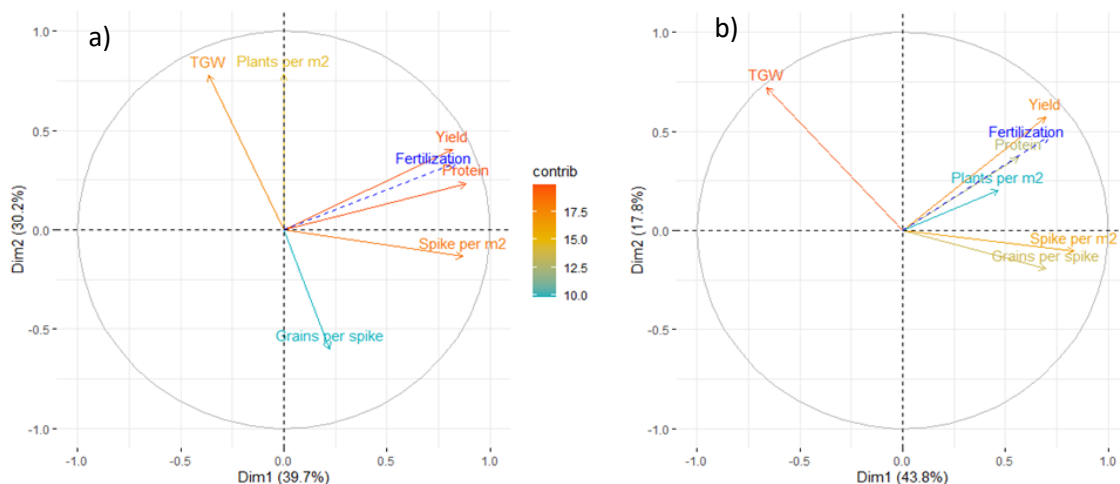 a)
1.0
0.5
0.0
-0.5
-1.0
Dim2 (30.2%)
TGW
Plants per m2
Yield
Fertilization
Protein
Spike per m2
Grains per spike
-1.0
-0.5
0.0
0.5
1.0
Dim1 (39.7%)
contrib
17.5
15.0
12.5
10.0
b)
1.0
0.5
0.0
-0.5
-1.0
Dim2 (17.8%)
TGW
Yield
Fertilization
Protein
Plants per m2
Spike per m2
Grains per spike
-1.0
-0.5
0.0
0.5
1.0
Dim1 (43.8%)